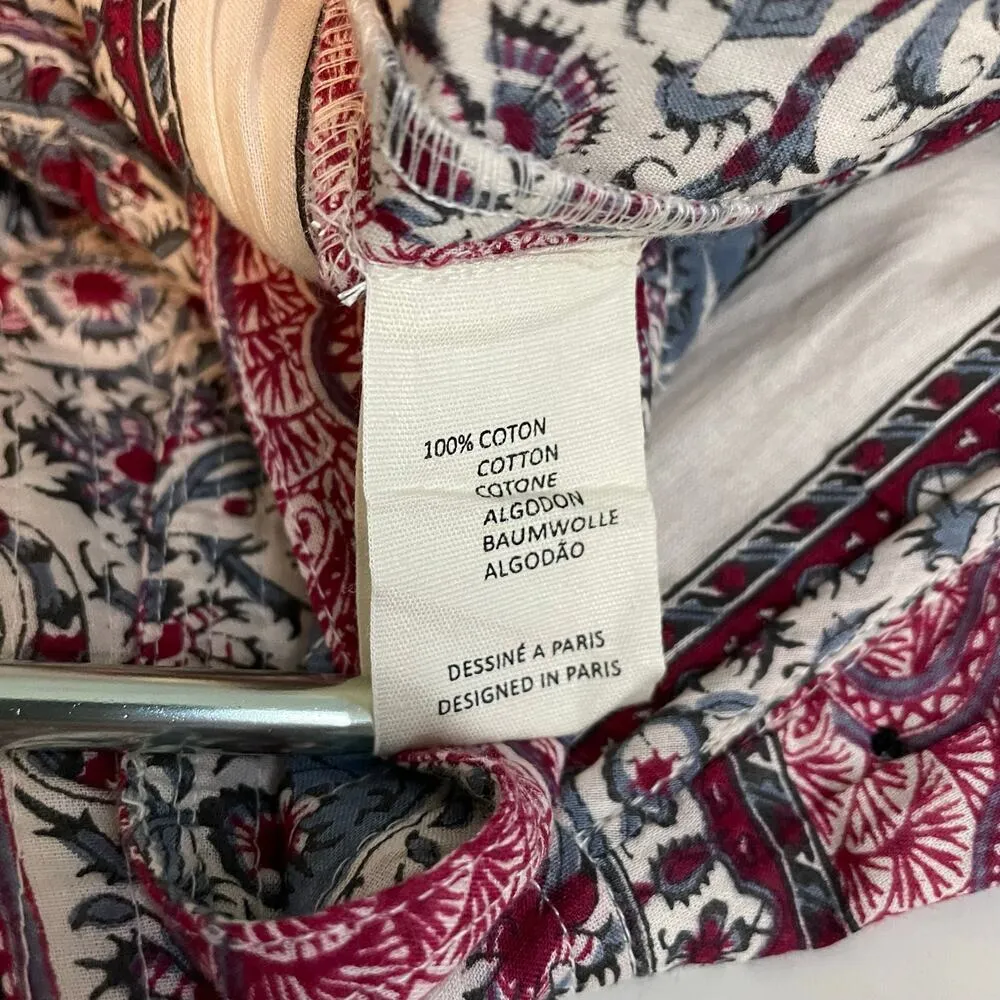 100% COTON
COTTON
COTONE
ALGODON
BAUMWOLLE
ALGODÃO
DESSINÉ A PARIS
DESIGNED IN PARIS